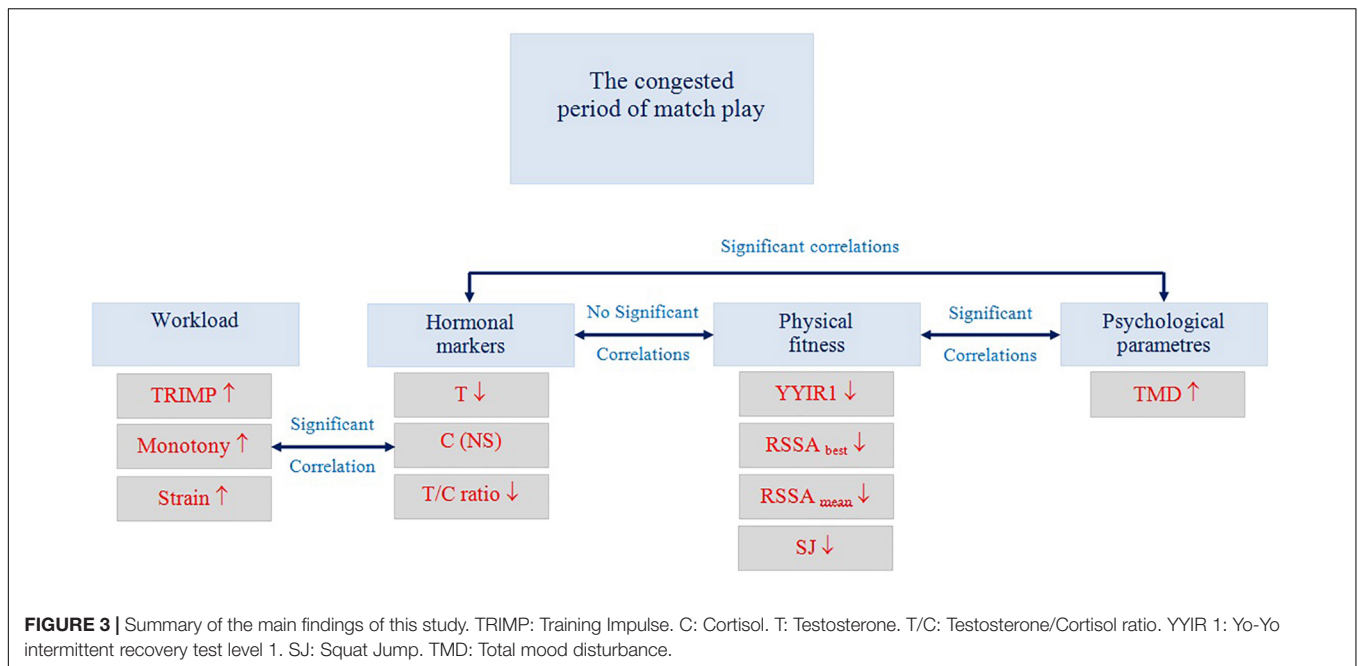 The congested
period of match play
Significant correlations
Workload
TRIMP ↑
Monotony ↑
Strain ↑
Significant
Correlation
Hormonal
markers
T ↓
C (NS)
T/C ratio ↓
No Significant
Correlations
Physical
fitness
YYIR1 ↓
RSSA best ↓
RSSA mean ↓
SJ ↓
Significant
Correlations
Psychological
parametres
TMD ↑
FIGURE 3 | Summary of the main findings of this study. TRIMP: Training Impulse. C: Cortisol. T: Testosterone. T/C: Testosterone/Cortisol ratio. YYIR 1: Yo-Yo
intermittent recovery test level 1. SJ: Squat Jump. TMD: Total mood disturbance.